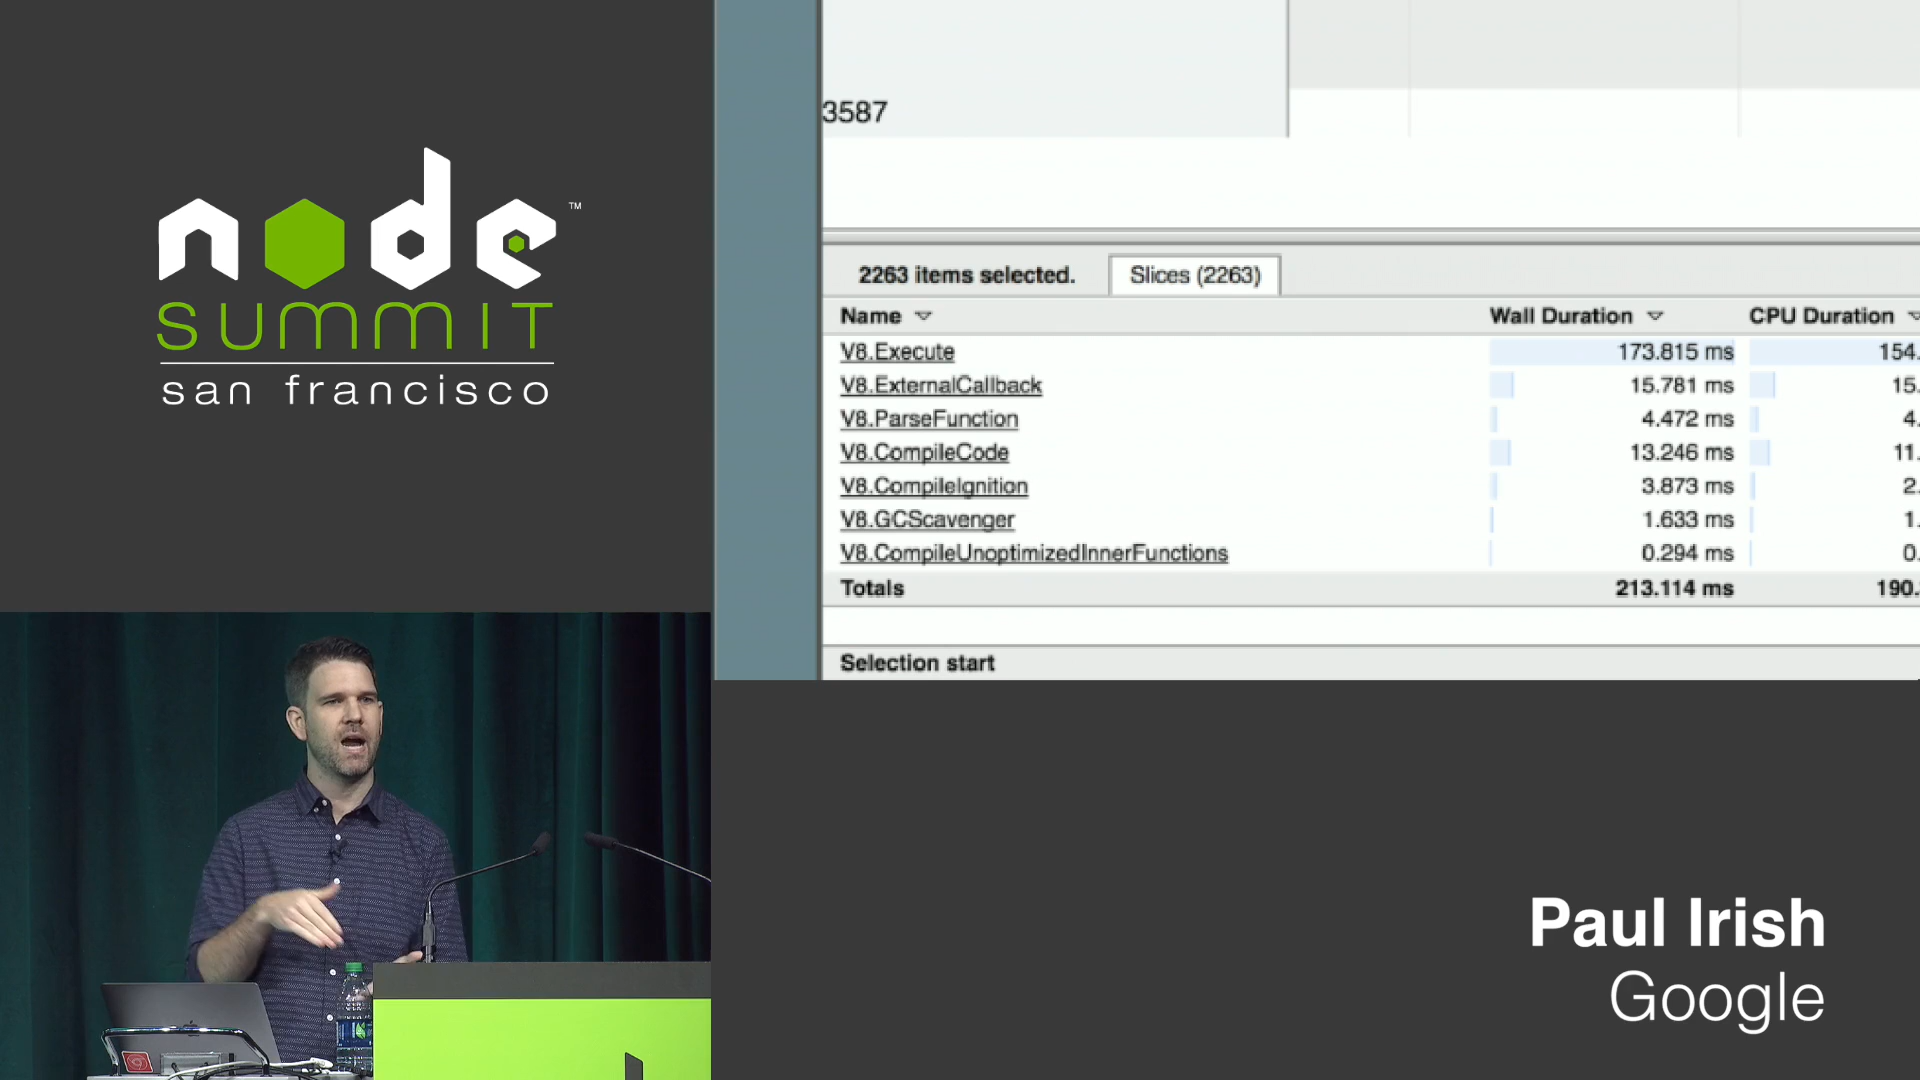 node™
SUMMIT
san francisco
3587
2263 items selected. Slices (2263)
Name Wall Duration CPU Duration
V8.Execute 173.815 ms 154.
V8.ExternalCallback 15.781 ms 15.
V8.ParseFunction 4.472 ms 4.
V8.CompileCode 13.246 ms 11.
V8.CompileIgnition 3.873 ms 2.
V8.GCScavenger 1.633 ms 1.
V8.CompileUnoptimizedInnerFunctions 0.294 ms 0.
Totals 213.114 ms 190.
Selection start
Paul Irish
Google